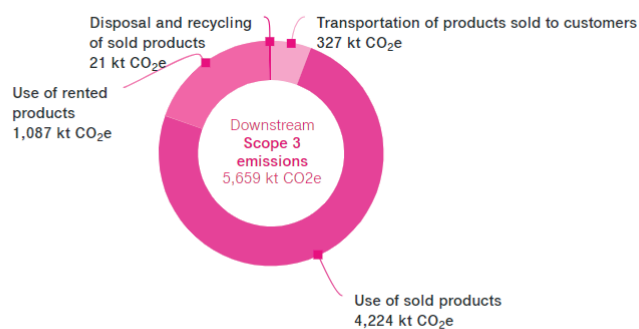 Disposal and recycling
of sold products
21 kt CO₂e
Transportation of products sold to customers
327 kt CO₂e
Use of rented
products
1,087 kt CO₂e
Downstream
Scope 3
emissions
5,659 kt CO2e
Use of sold products
4,224 kt CO₂e